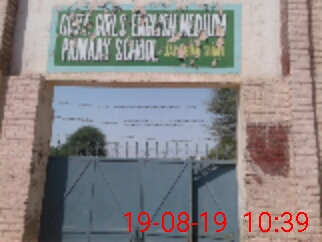 GOVT GIRLS ENGLISH MEDIUM
PRIMARY SCHOOL
19-08-19 10:39